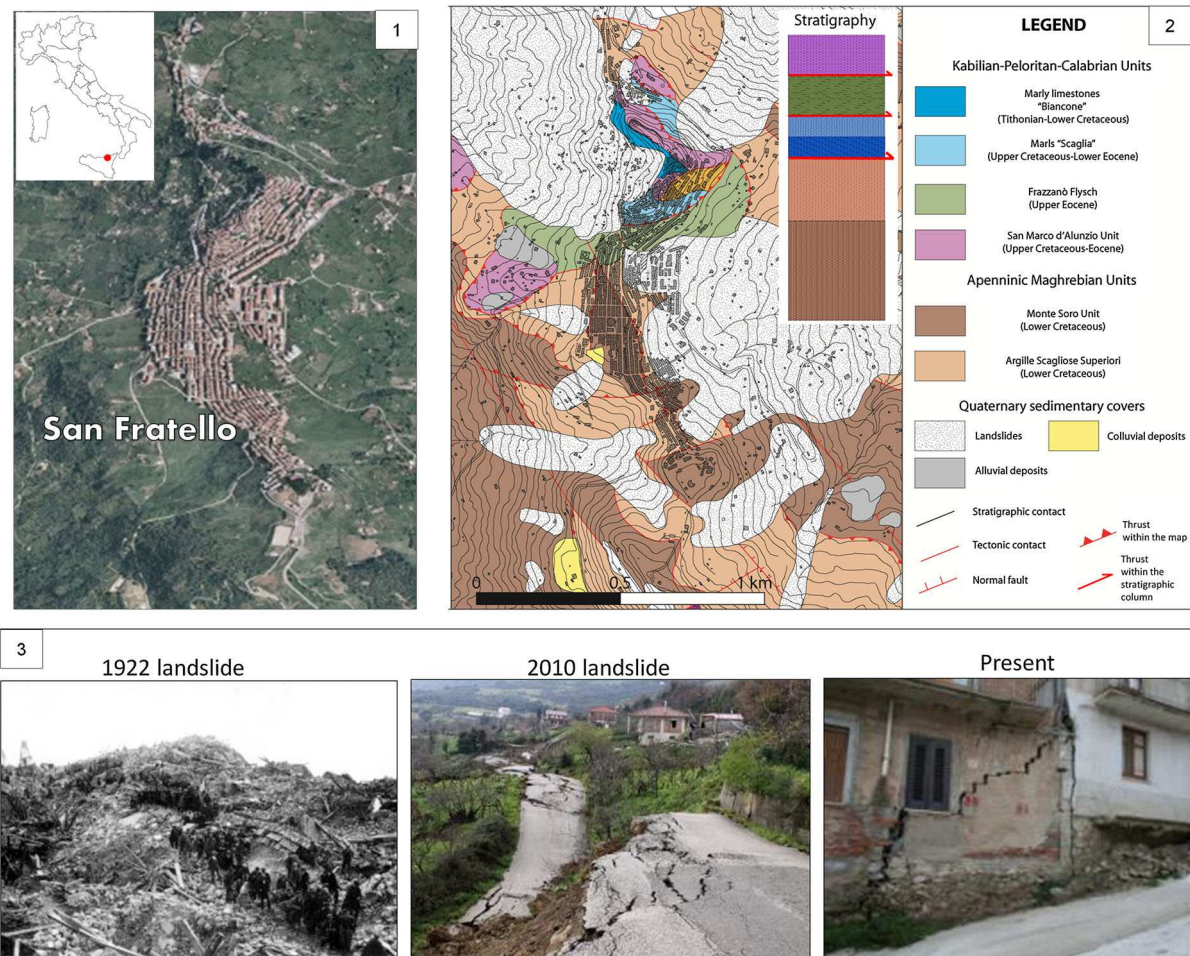 1
San Fratello
2
Stratigraphy
0
0.5
1 km
LEGEND
Kabilian-Peloritan-Calabrian Units
Marly limestones
"Biancone"
(Tithonian-Lower Cretaceous)
Marls "Scaglia"
(Upper Cretaceous-Lower Eocene)
Frazzanò Flysch
(Upper Eocene)
San Marco d'Alunzio Unit
(Upper Cretaceous-Eocene)
Apenninic Maghrebian Units
Monte Soro Unit
(Lower Cretaceous)
Argille Scagliose Superiori
(Lower Cretaceous)
Quaternary sedimentary covers
Landslides
Colluvial deposits
Alluvial deposits
Stratigraphic contact
Tectonic contact
Normal fault
Thrust
within the map
Thrust
within the
stratigraphic
column
3
1922 landslide
2010 landslide
Present